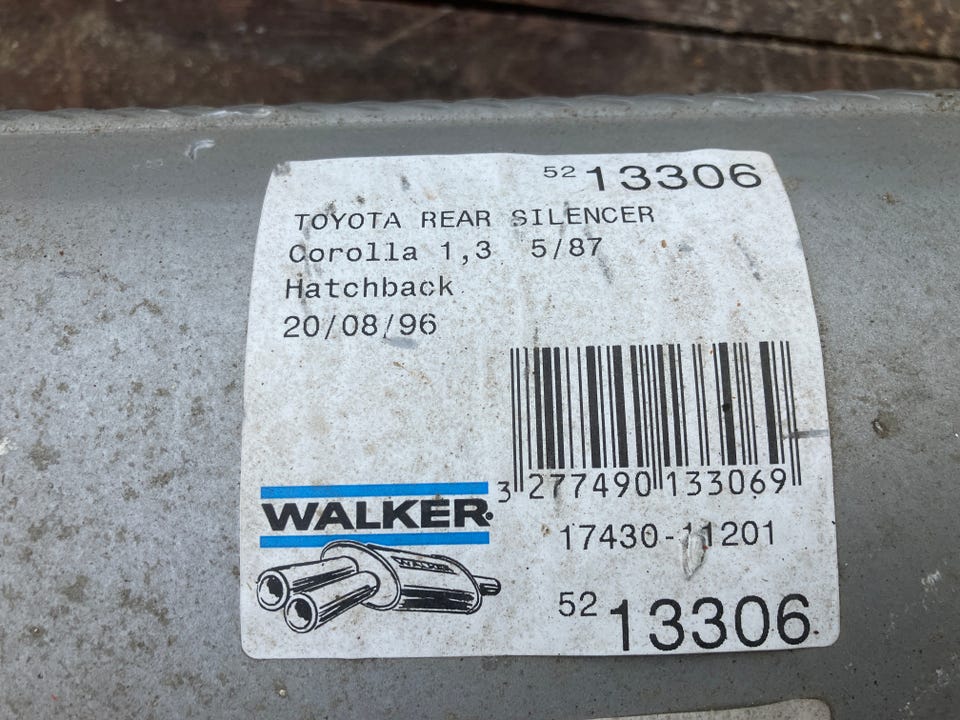 52 13306
TOYOTA REAR SILENCER
Corolla 1,3 5/87
Hatchback
20/08/96
3 277490 133069
WALKER
17430-11201
WALKER
52 13306